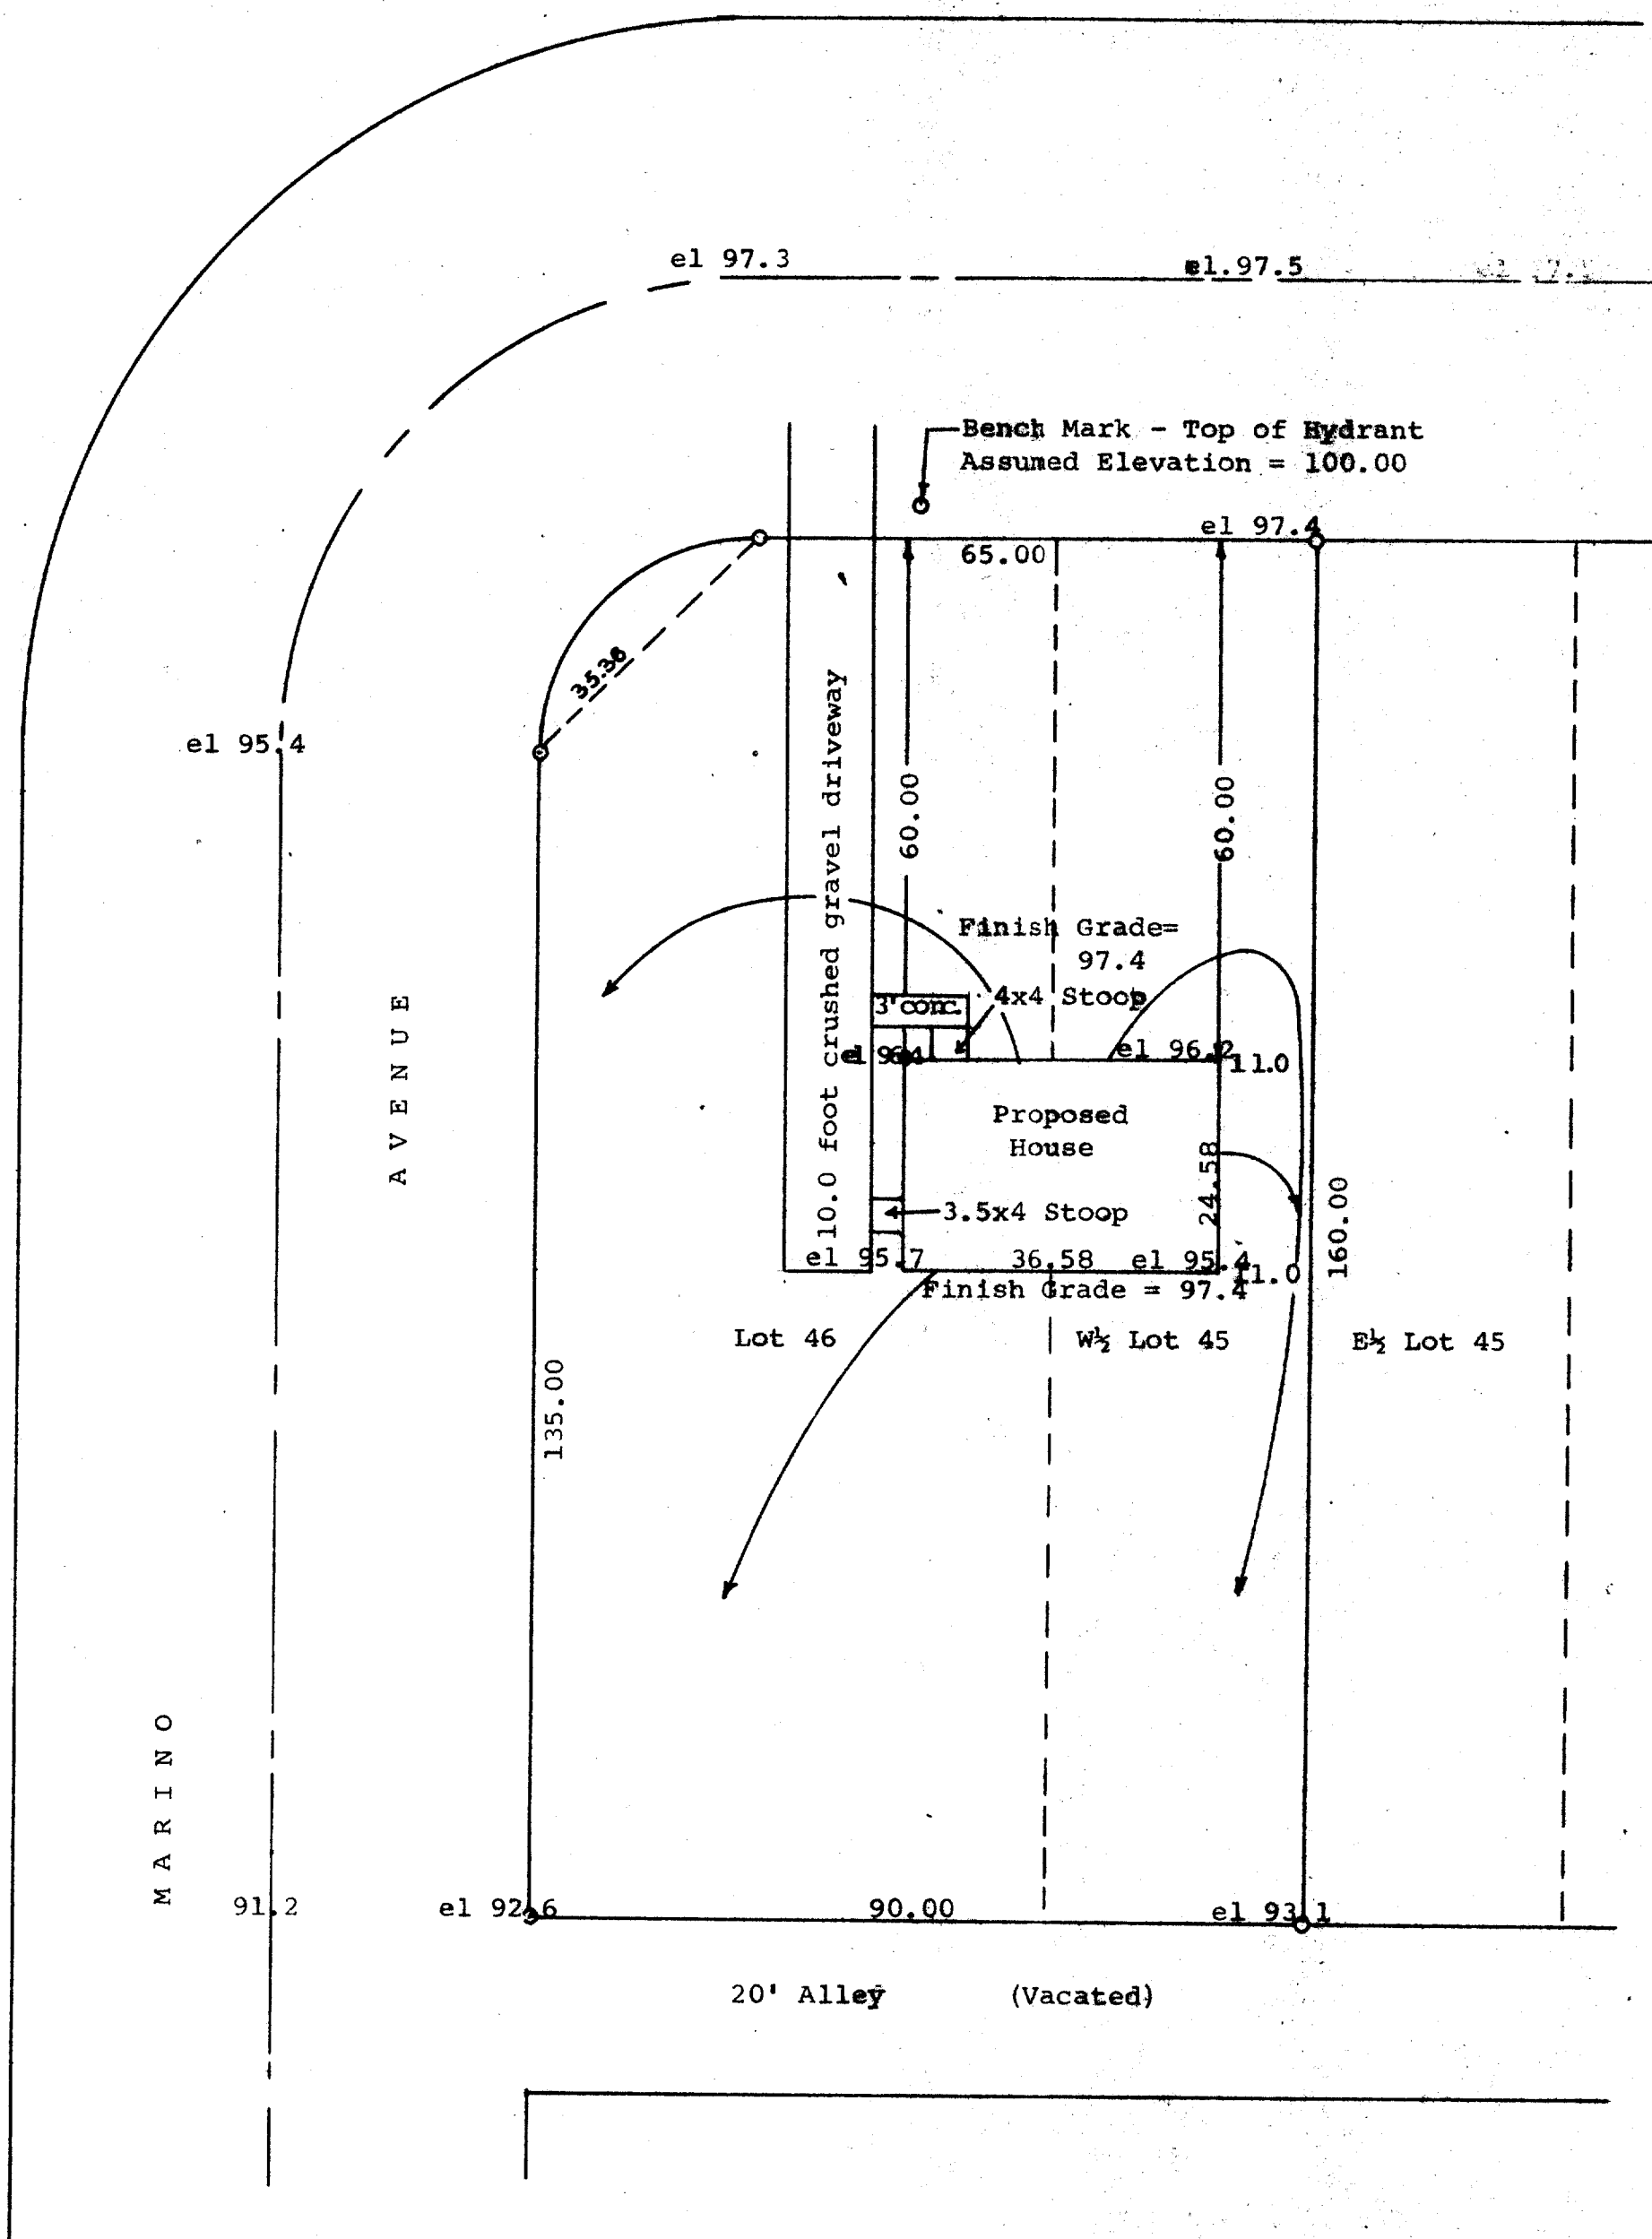 el 97.3
el.97.5
Bench Mark - Top of Hydrant
Assumed Elevation = 100.00
el 97.4
65.00
35.36
el 95.4
10.0 foot crushed gravel driveway
60.00
60.00
Finish Grade=
97.4
4x4 Stoop
3' conc.
el 96.2
11.0
AVENUE
Proposed
House
24.58
3.5x4 Stoop
160.00
el 95.7
36.58
el 95.4
11.0
Finish Grade = 97.4
Lot 46
W½ Lot 45
E½ Lot 45
135.00
MARINO
91.2
el 92.6
90.00
el 93.1
20' Alley (Vacated)